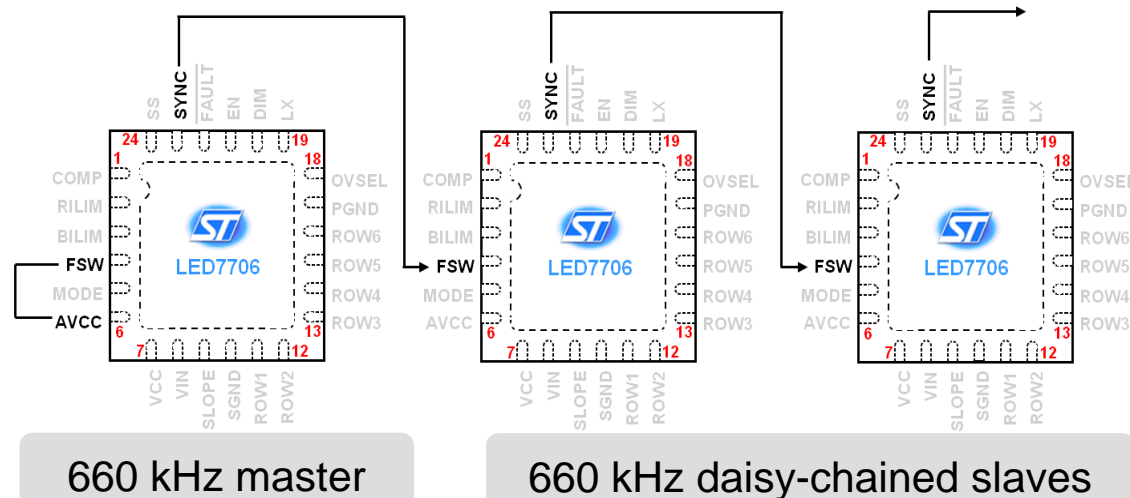 SS SYNC FAULT EN DIM LX
24 19
1 18
COMP OVSEL
RILIM PGND
BILIM ROW6
FSW ROW5
MODE ROW4
AVCC ROW3
6 13
7 12
VCC VIN SLOPE SGND ROW1 ROW2
ST
LED7706
660 kHz master
SS SYNC FAULT EN DIM LX
24 19
1 18
COMP OVSEL
RILIM PGND
BILIM ROW6
FSW ROW5
MODE ROW4
AVCC ROW3
6 13
7 12
VCC VIN SLOPE SGND ROW1 ROW2
ST
LED7706
SS SYNC FAULT EN DIM LX
24 19
1 18
COMP OVSEL
RILIM PGND
BILIM ROW6
FSW ROW5
MODE ROW4
AVCC ROW3
6 13
7 12
VCC VIN SLOPE SGND ROW1 ROW2
ST
LED7706
660 kHz daisy-chained slaves